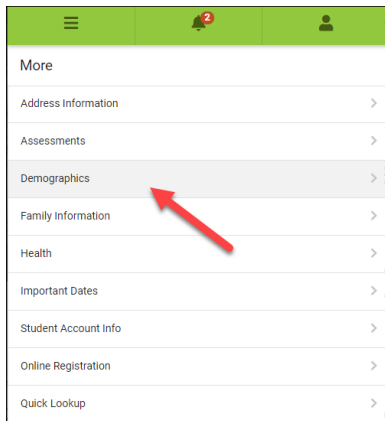 2
More
Address Information
Assessments
Demographics
Family Information
Health
Important Dates
Student Account Info
Online Registration
Quick Lookup